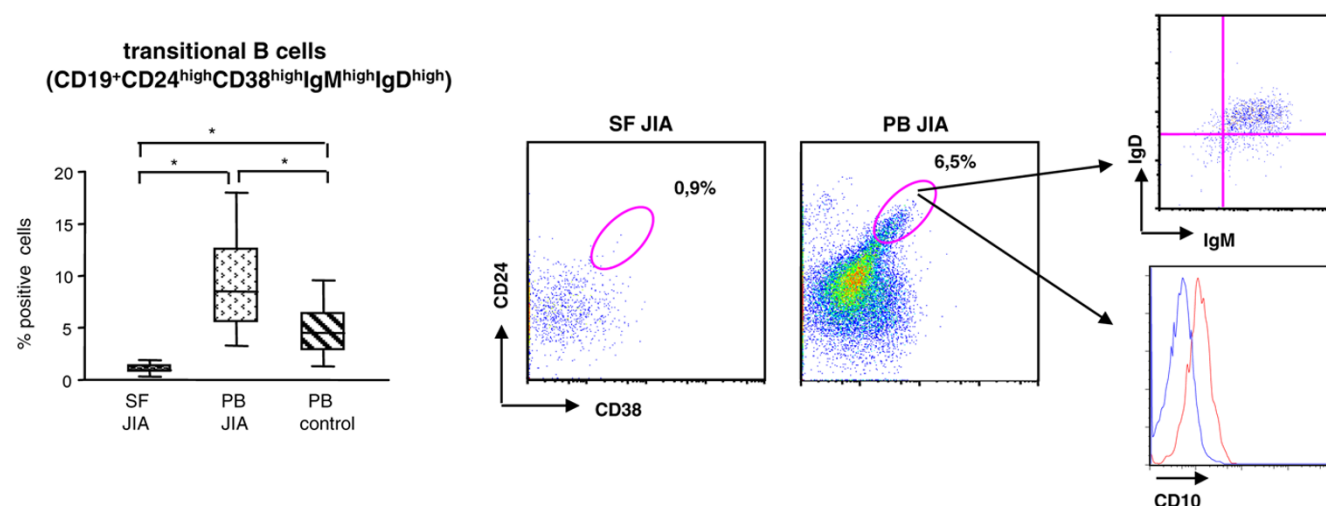 transitional B cells
(CD19⁺CD24ʰⁱᵍʰCD38ʰⁱᵍʰIgMʰⁱᵍʰIgDʰⁱᵍʰ)
*
*
*
% positive cells
20
15
10
5
0
SF JIA
PB JIA
PB control
SF JIA
0,9%
CD24
CD38
PB JIA
6,5%
IgD
IgM
CD10